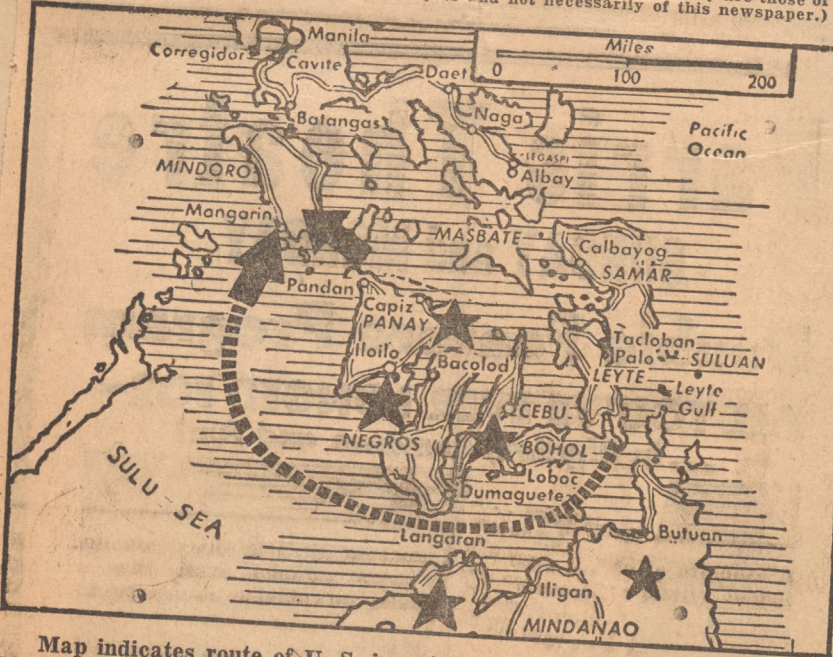 and not necessarily of this newspaper.)
Manila
Corregidor
Cavite
Miles
0 100 200
Daet
Naga
Batangas
Pacific
Ocean
LEGASPI
Albay
MINDORO
Mangarin
MASBATE
Calbayog
SAMAR
Pandan
Capiz
PANAY
Tacloban
Palo
SULUAN
Iloilo
Bacolod
LEYTE
Leyte
Gulf
CEBU
NEGROS
BOHOL
Loboc
Dumaguete
SULU SEA
Langaran
Butuan
Iligan
MINDANAO
Map indicates route of U. S.